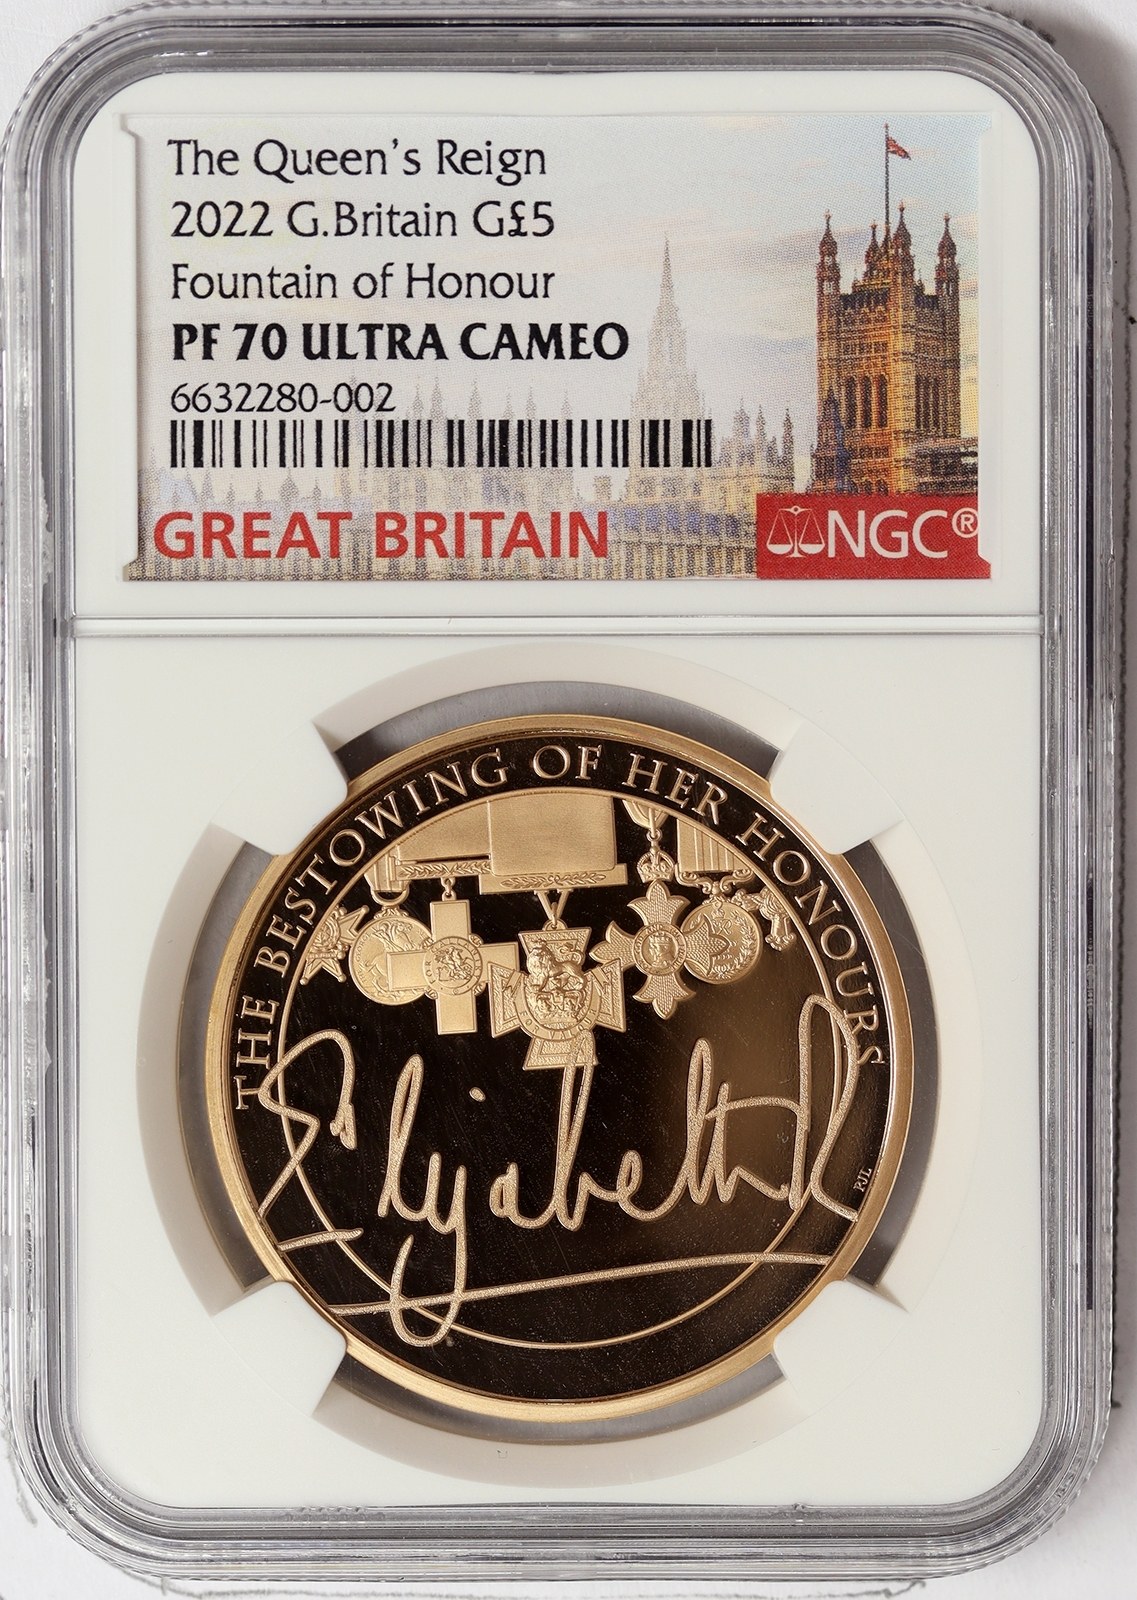 The Queen's Reign
2022 G.Britain G£5
Fountain of Honour
PF 70 ULTRA CAMEO
6632280-002
GREAT BRITAIN
NGC®
THE BESTOWING OF HER HONOURS
Elizabeth R
PJL